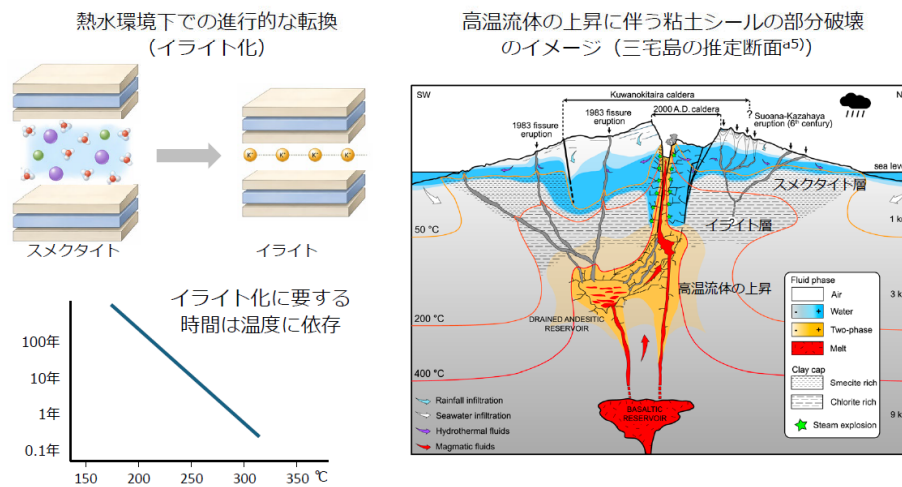 熱水環境下での進行的な転換
（イライト化）
スメクタイト
K⁺ K⁺ K⁺ K⁺
イライト
イライト化に要する
時間は温度に依存
100年
10年
1年
0.1年
150 200 250 300 350 ℃
高温流体の上昇に伴う粘土シールの部分破壊
のイメージ（三宅島の推定断面a5)）
SW
Kuwanokitaira caldera
N
2000 A.D. caldera
1983 fissure
eruption
1983 fissure
eruption
? Suoana-Kazahaya
eruption (6th century)
sea leve
スメクタイト層
1 k
イライト層
?
50 °C
高温流体の上昇
3 k
200 °C
DRAINED ANDESITIC
RESERVOIR
400 °C
BASALTIC
RESERVOIR
9 k
Rainfall infiltration
Seawater infiltration
Hydrothermal fluids
Magmatic fluids
Fluid phase
Air
- + Water
- + Two-phase
Melt
Clay cap
Smecite rich
Chlorite rich
Steam explosion